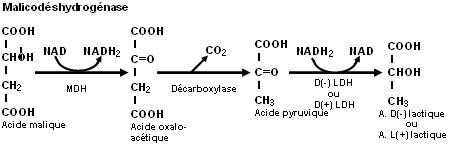 Malicodéshydrogénase
COOH NAD NADH2 COOH CO2 COOH NADH2 NAD COOH
CHOH C=O C=O CHOH
CH2 MDH CH2 Décarboxylase CH3 D(-) LDH CH3
ou
D(+) LDH
COOH COOH Acide pyruvique A. D(-) lactique
Acide malique Acide oxalo- ou
acétique A. L(+) lactique